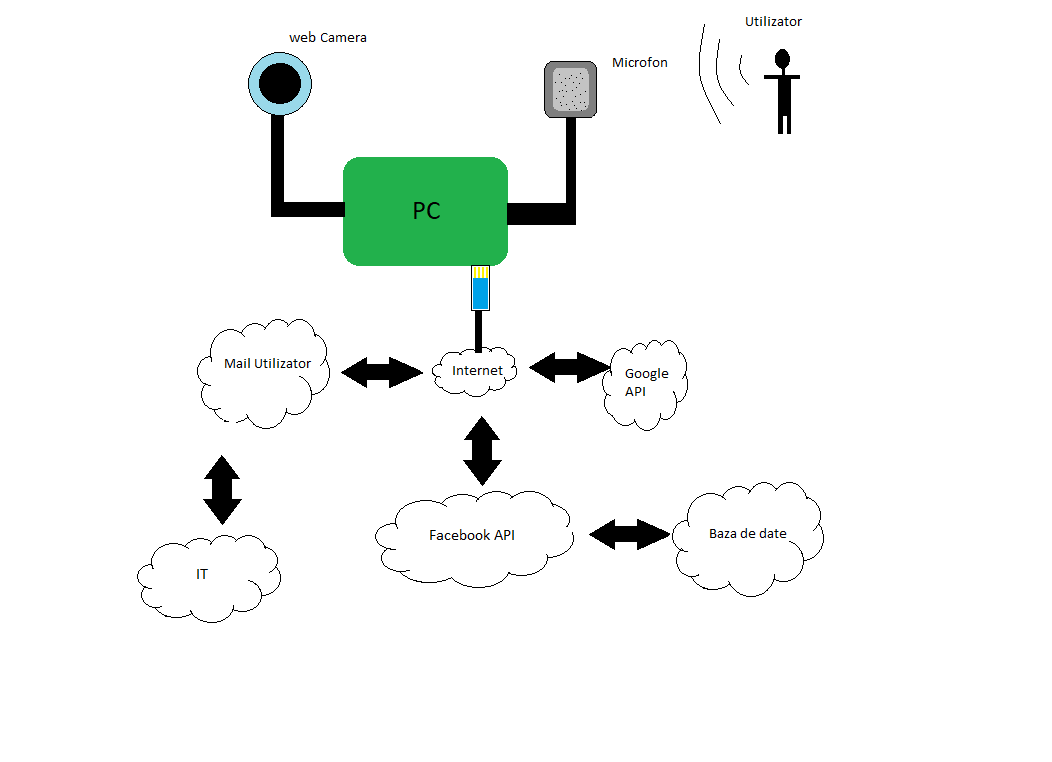 Utilizator
web Camera
Microfon
PC
Mail Utilizator
Internet
Google
API
Facebook API
Baza de date
IT